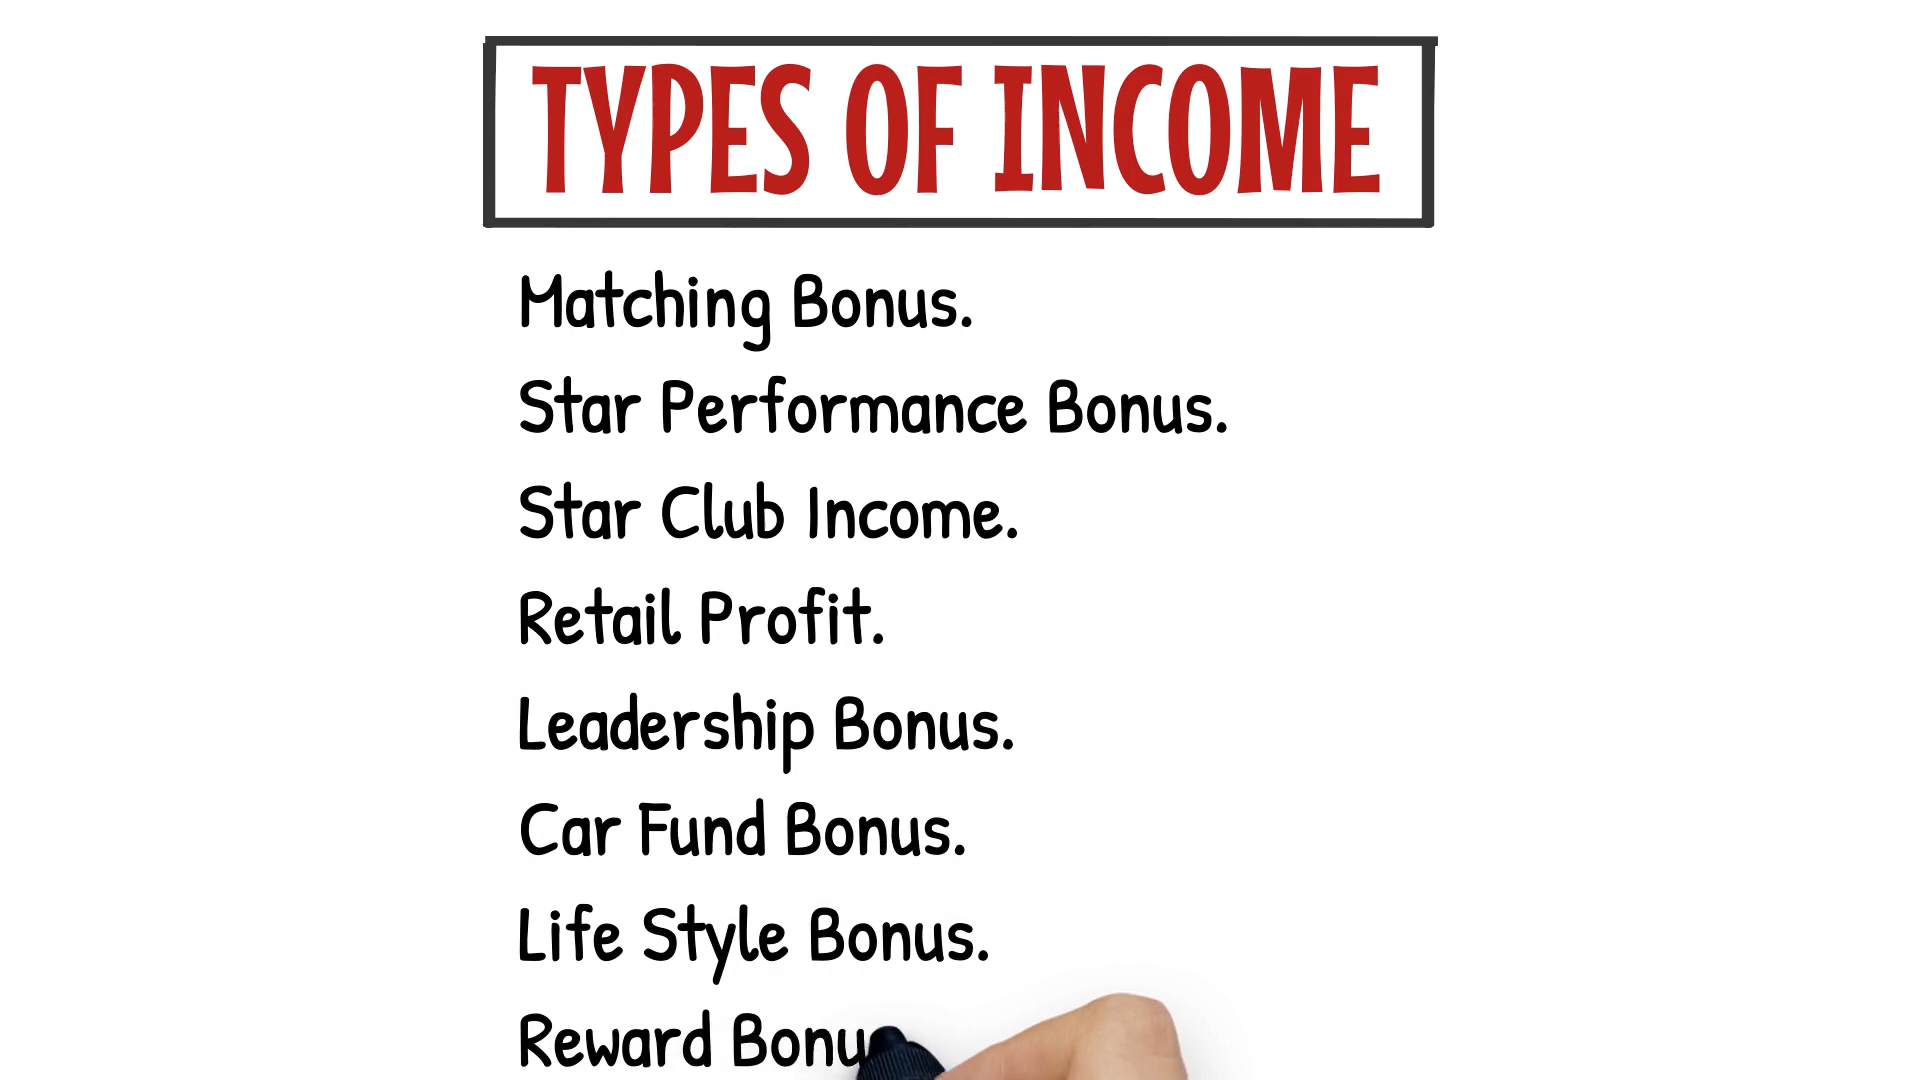 TYPES OF INCOME
Matching Bonus.
Star Performance Bonus.
Star Club Income.
Retail Profit.
Leadership Bonus.
Car Fund Bonus.
Life Style Bonus.
Reward Bonu